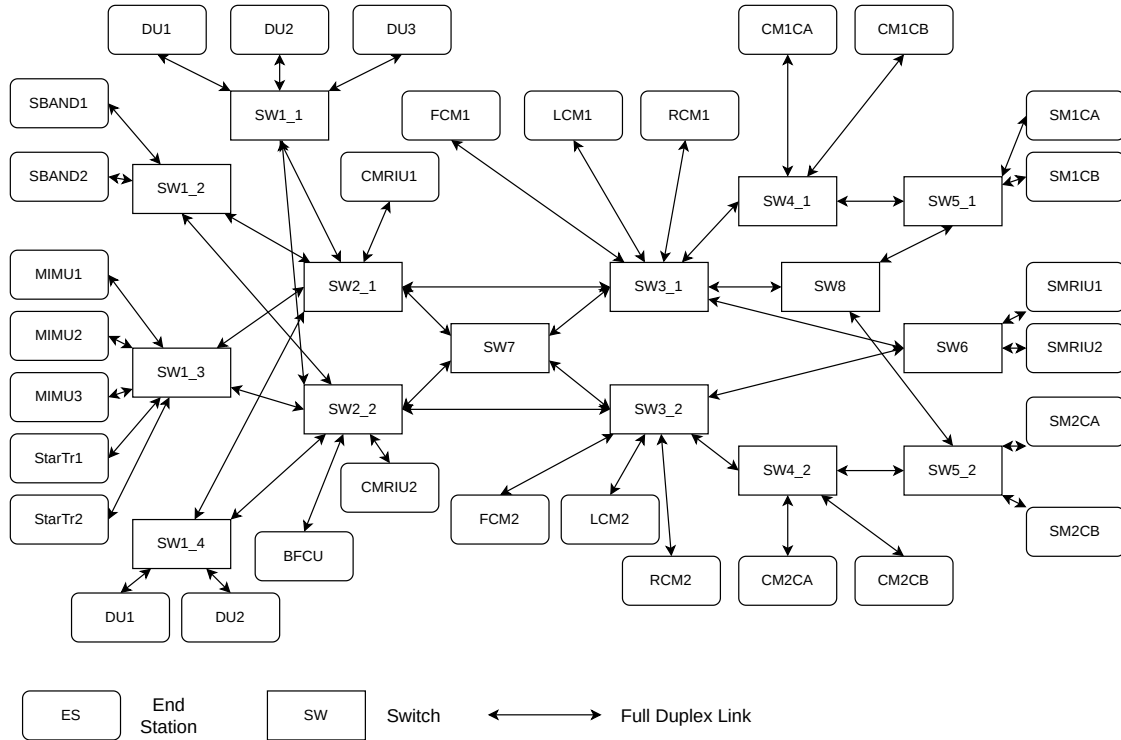 DU1
DU2
DU3
CM1CA
CM1CB
SBAND1
SW1_1
FCM1
LCM1
RCM1
SM1CA
SBAND2
SW1_2
CMRIU1
SW4_1
SW5_1
SM1CB
MIMU1
SW2_1
SW3_1
SW8
SMRIU1
MIMU2
SW7
SW6
SMRIU2
MIMU3
SW1_3
SW2_2
SW3_2
SM2CA
StarTr1
CMRIU2
SW4_2
SW5_2
StarTr2
FCM2
LCM2
SM2CB
SW1_4
BFCU
RCM2
CM2CA
CM2CB
DU1
DU2
ES
End
Station
SW
Switch
Full Duplex Link